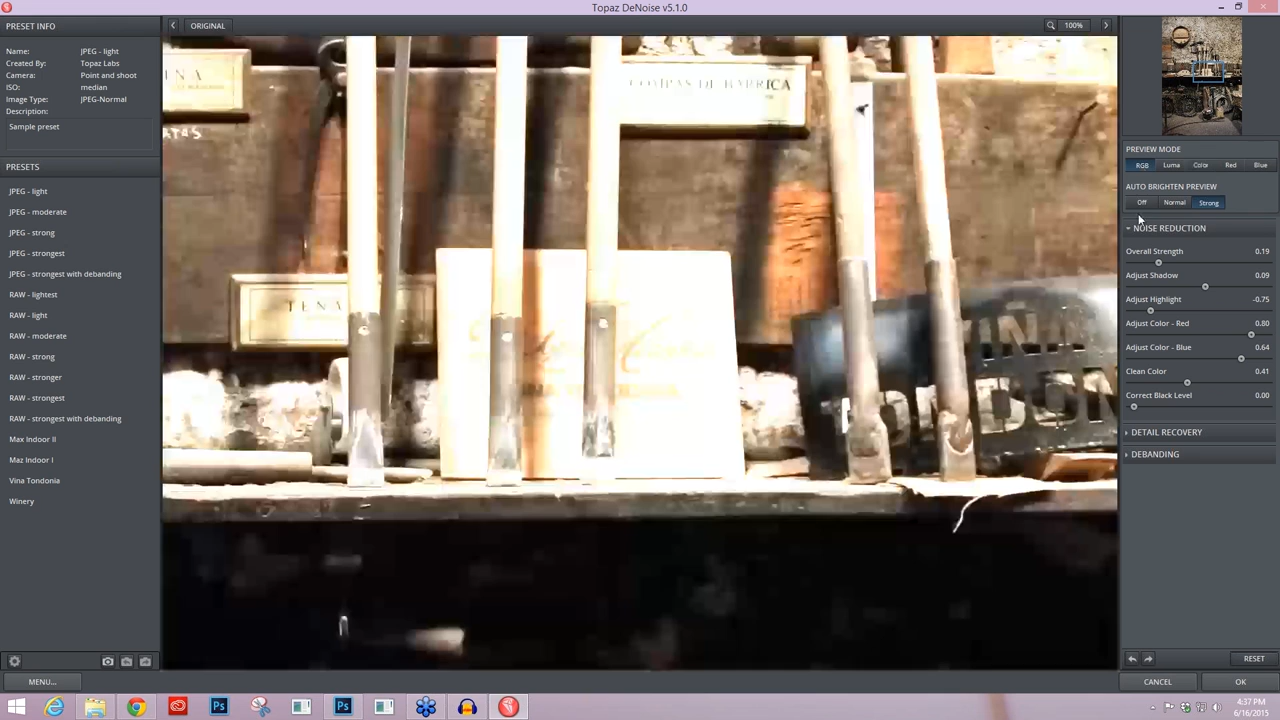 Topaz DeNoise v5.1.0
PRESET INFO
Name: JPEG - light
Created By: Topaz Labs
Camera: Point and shoot
ISO: median
Image Type: JPEG-Normal
Description:
Sample preset
PRESETS
JPEG - light
JPEG - moderate
JPEG - strong
JPEG - strongest
JPEG - strongest with debanding
RAW - lightest
RAW - light
RAW - moderate
RAW - strong
RAW - stronger
RAW - strongest
RAW - strongest with debanding
Max Indoor II
Maz Indoor I
Vina Tondonia
Winery
MENU...
ORIGINAL
100%
COMPAS DE BARRICA
TENA
PREVIEW MODE
RGB Luma Color Red Blue
AUTO BRIGHTEN PREVIEW
Off Normal Strong
NOISE REDUCTION
Overall Strength 0.19
Adjust Shadow 0.09
Adjust Highlight -0.75
Adjust Color - Red 0.80
Adjust Color - Blue 0.64
Clean Color 0.41
Correct Black Level 0.00
DETAIL RECOVERY
DEBANDING
RESET
CANCEL OK
4:37 PM
6/16/2015